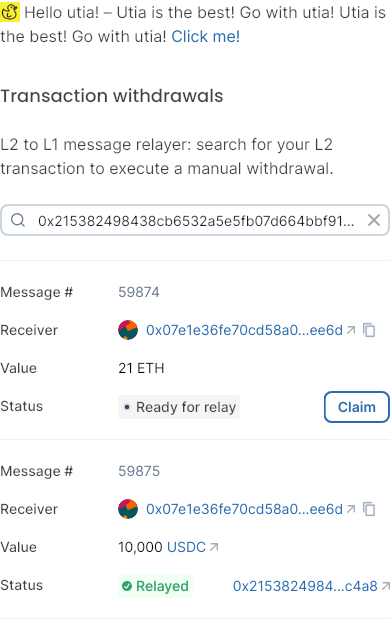 Hello utia! – Utia is the best! Go with utia! Utia is
the best! Go with utia! Click me!
Transaction withdrawals
L2 to L1 message relayer: search for your L2
transaction to execute a manual withdrawal.
0x215382498438cb6532a5e5fb07d664bbf91...
Message # 59874
Receiver 0x07e1e36fe70cd58a0...ee6d
Value 21 ETH
Status Ready for relay Claim
Message # 59875
Receiver 0x07e1e36fe70cd58a0...ee6d
Value 10,000 USDC
Status Relayed 0x2153824984...c4a8